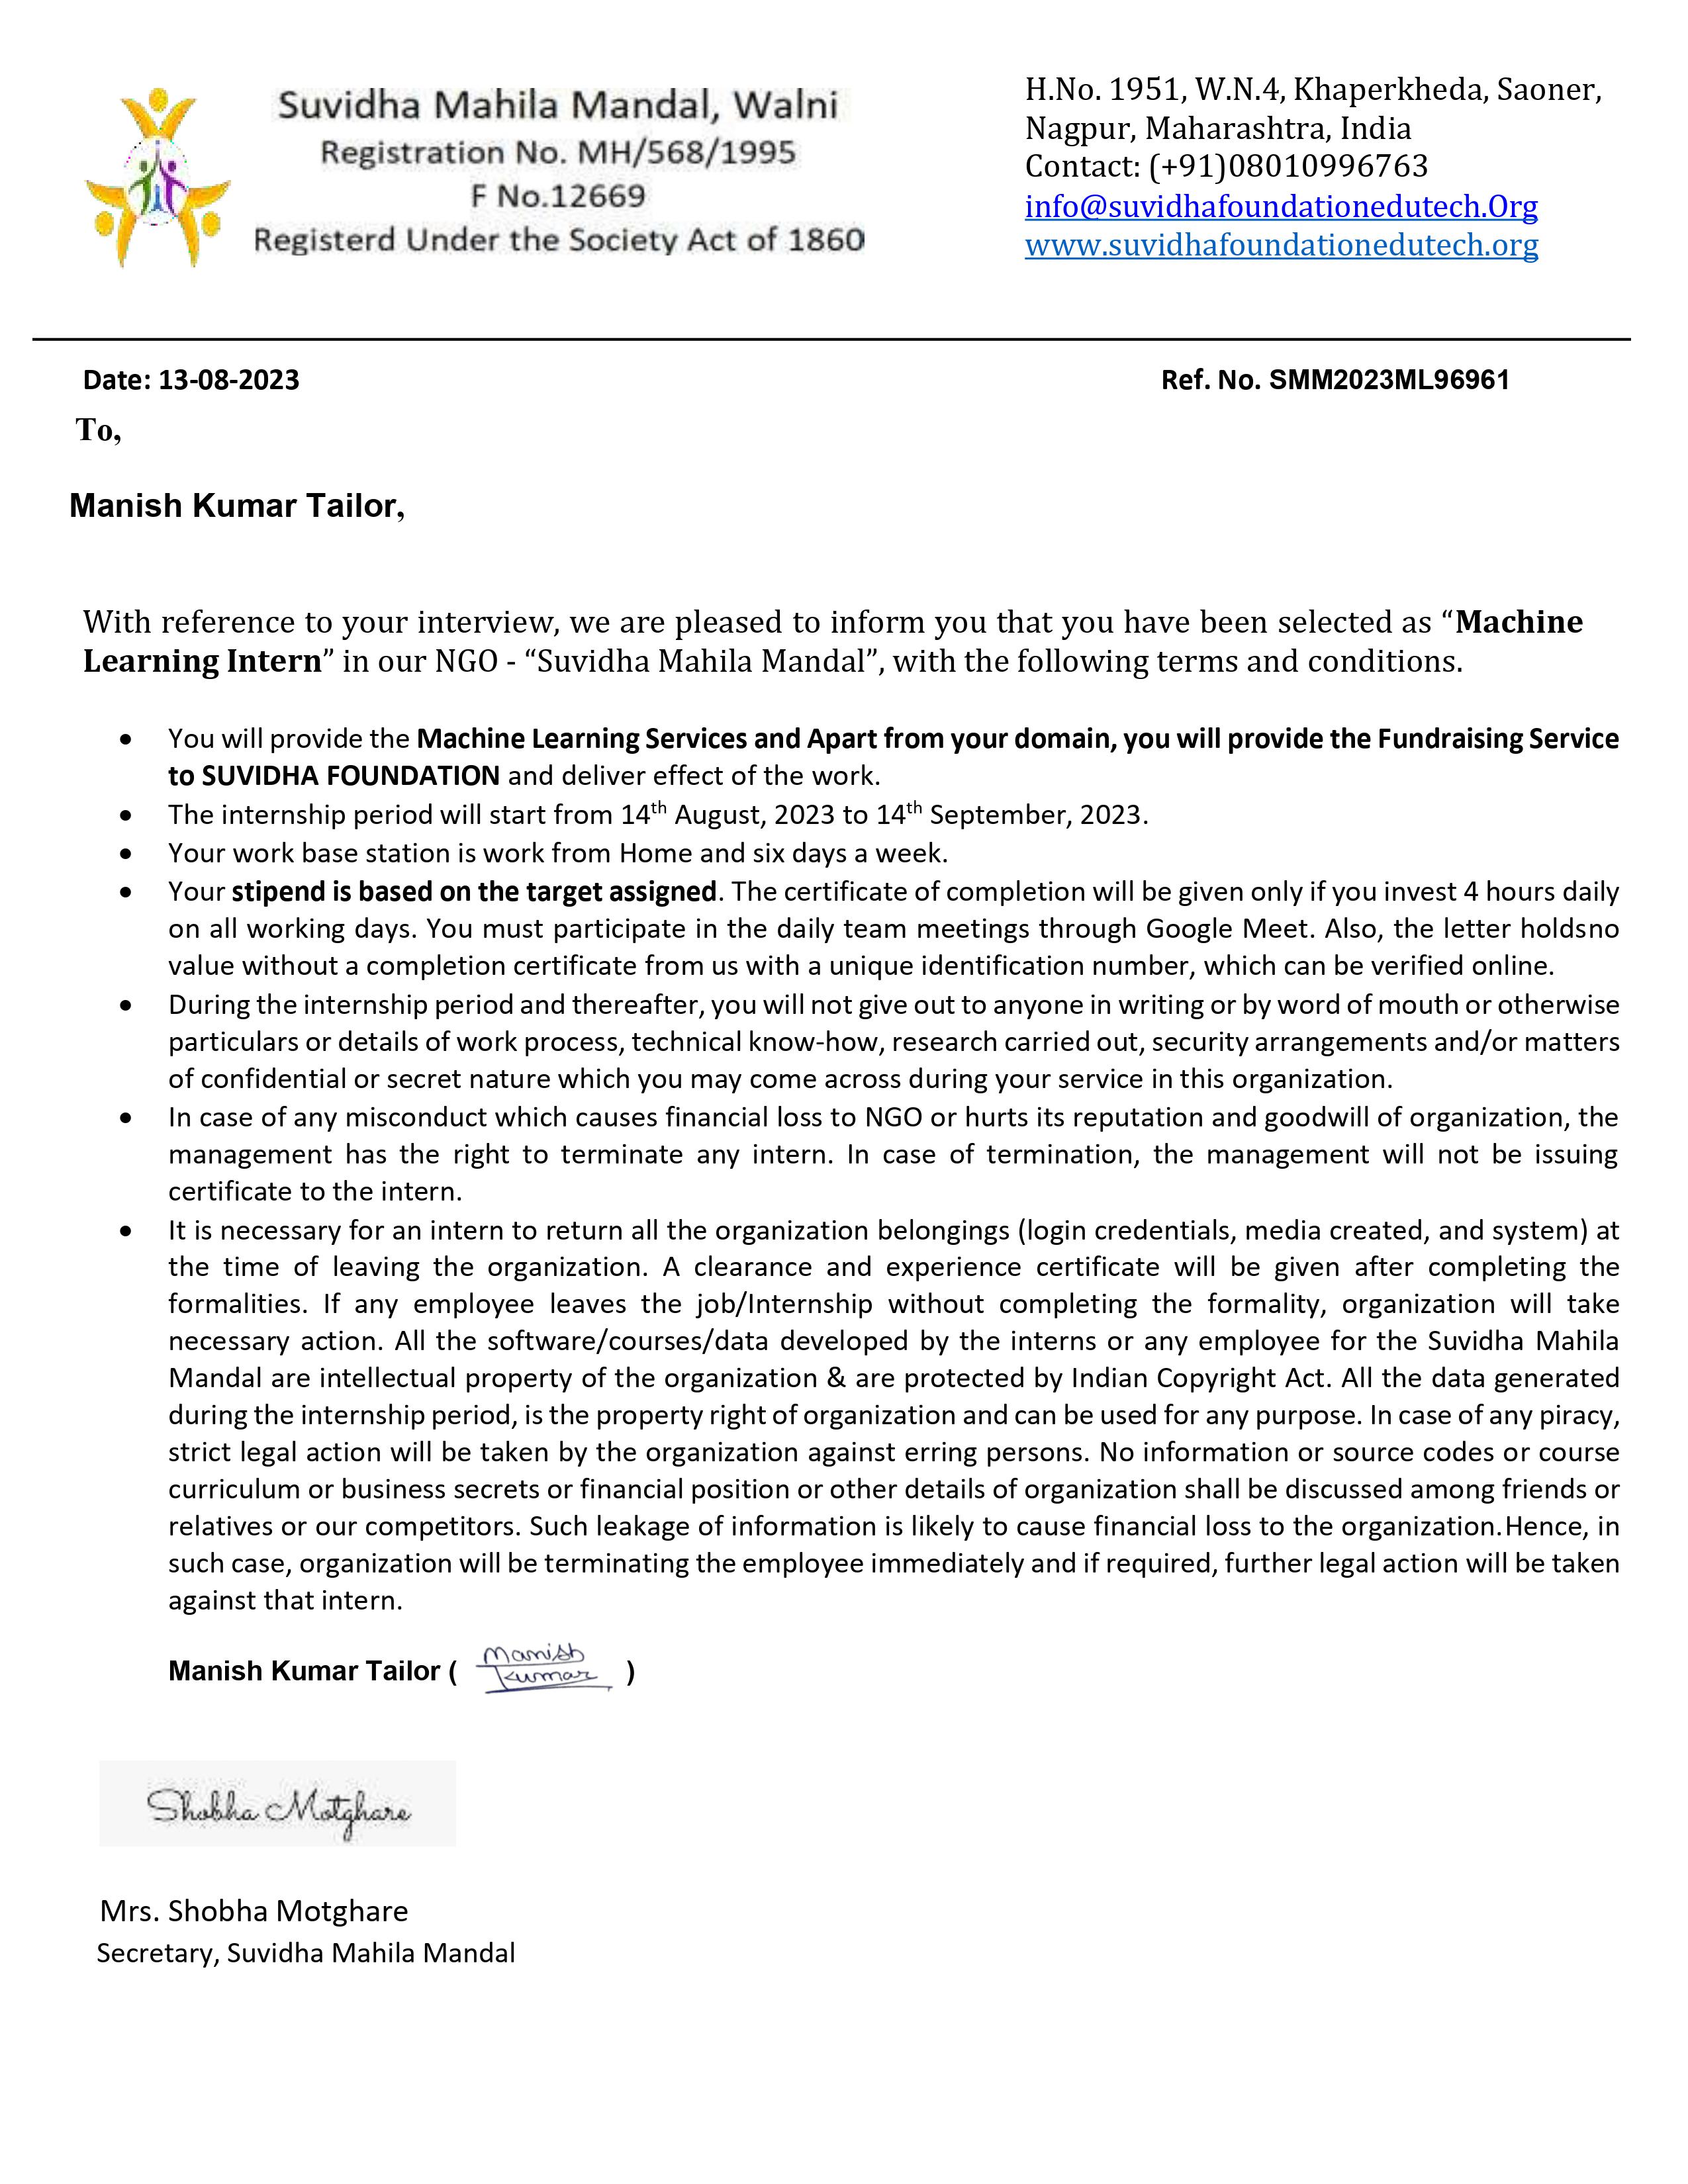 Suvidha Mahila Mandal, Walni
Registration No. MH/568/1995
F No.12669
Registerd Under the Society Act of 1860
H.No. 1951, W.N.4, Khaperkheda, Saoner,
Nagpur, Maharashtra, India
Contact: (+91)08010996763
info@suvidhafoundationedutech.Org
www.suvidhafoundationedutech.org
Date: 13-08-2023 Ref. No. SMM2023ML96961
To,
Manish Kumar Tailor,
With reference to your interview, we are pleased to inform you that you have been selected as “Machine
Learning Intern” in our NGO - “Suvidha Mahila Mandal”, with the following terms and conditions.
• You will provide the Machine Learning Services and Apart from your domain, you will provide the Fundraising Service
to SUVIDHA FOUNDATION and deliver effect of the work.
• The internship period will start from 14th August, 2023 to 14th September, 2023.
• Your work base station is work from Home and six days a week.
• Your stipend is based on the target assigned. The certificate of completion will be given only if you invest 4 hours daily
on all working days. You must participate in the daily team meetings through Google Meet. Also, the letter holdsno
value without a completion certificate from us with a unique identification number, which can be verified online.
• During the internship period and thereafter, you will not give out to anyone in writing or by word of mouth or otherwise
particulars or details of work process, technical know-how, research carried out, security arrangements and/or matters
of confidential or secret nature which you may come across during your service in this organization.
• In case of any misconduct which causes financial loss to NGO or hurts its reputation and goodwill of organization, the
management has the right to terminate any intern. In case of termination, the management will not be issuing
certificate to the intern.
• It is necessary for an intern to return all the organization belongings (login credentials, media created, and system) at
the time of leaving the organization. A clearance and experience certificate will be given after completing the
formalities. If any employee leaves the job/Internship without completing the formality, organization will take
necessary action. All the software/courses/data developed by the interns or any employee for the Suvidha Mahila
Mandal are intellectual property of the organization & are protected by Indian Copyright Act. All the data generated
during the internship period, is the property right of organization and can be used for any purpose. In case of any piracy,
strict legal action will be taken by the organization against erring persons. No information or source codes or course
curriculum or business secrets or financial position or other details of organization shall be discussed among friends or
relatives or our competitors. Such leakage of information is likely to cause financial loss to the organization.Hence, in
such case, organization will be terminating the employee immediately and if required, further legal action will be taken
against that intern.
Manish Kumar Tailor ( Manish
Kumar )
Shobha Motghare
Mrs. Shobha Motghare
Secretary, Suvidha Mahila Mandal